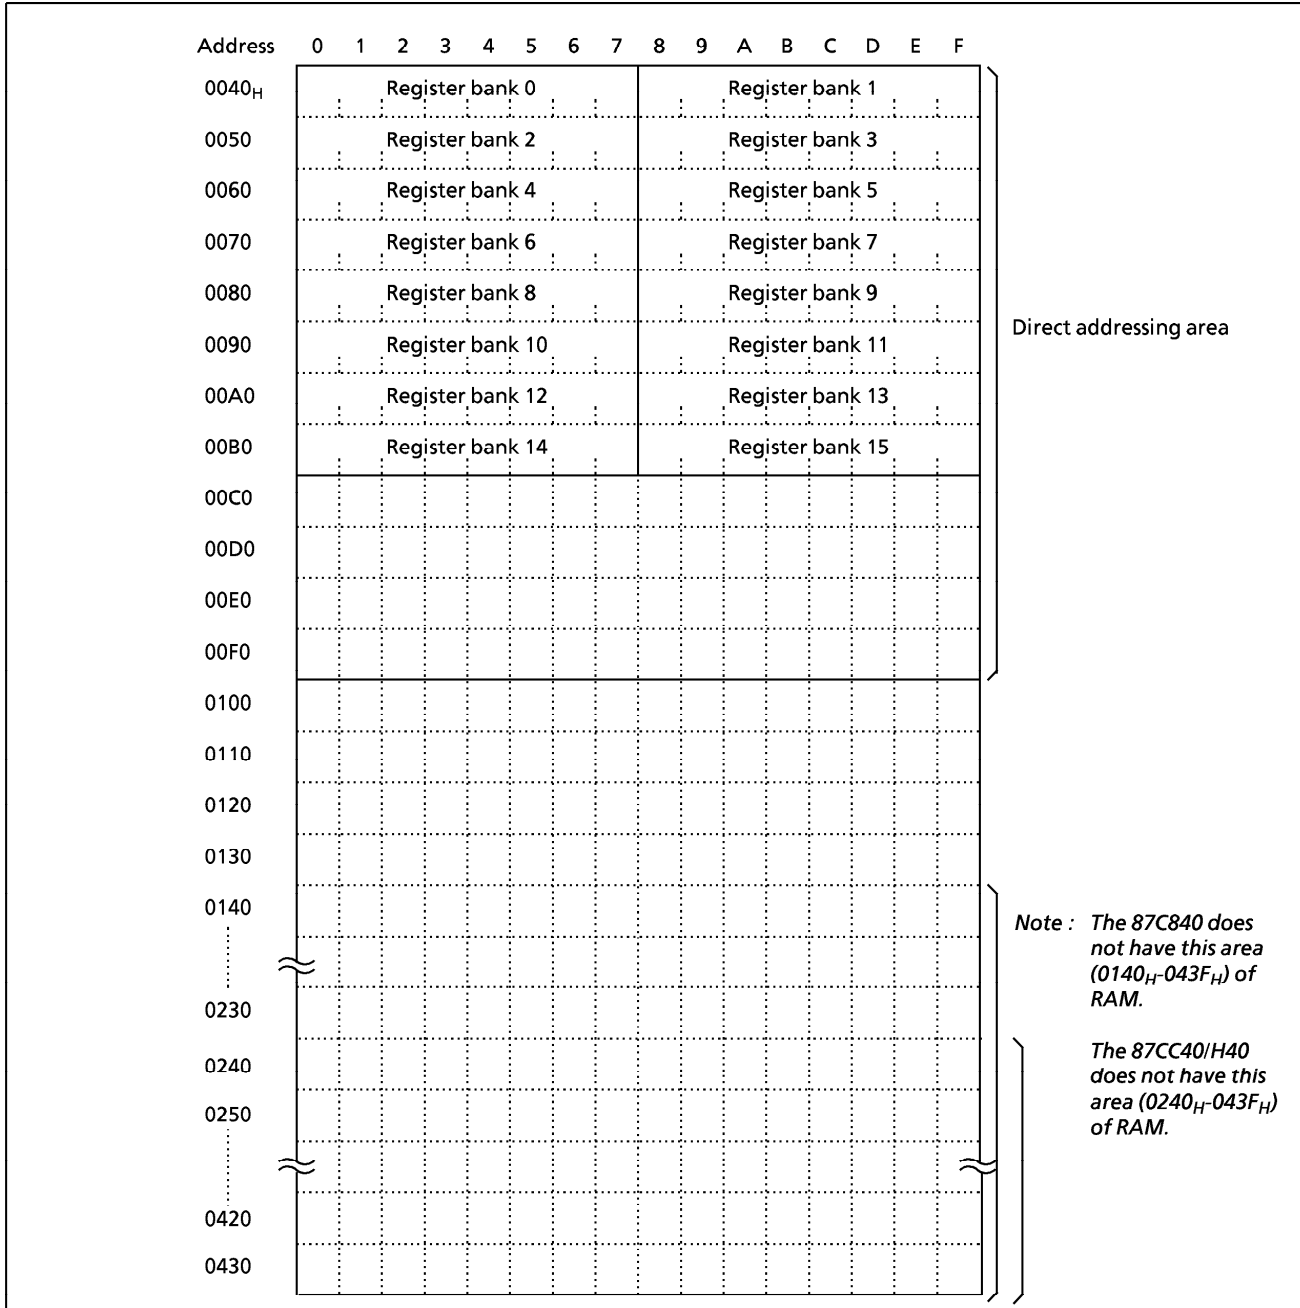 Address 0 1 2 3 4 5 6 7 8 9 A B C D E F
0040H Register bank 0 Register bank 1
0050 Register bank 2 Register bank 3
0060 Register bank 4 Register bank 5
0070 Register bank 6 Register bank 7
0080 Register bank 8 Register bank 9
Direct addressing area
0090 Register bank 10 Register bank 11
00A0 Register bank 12 Register bank 13
00B0 Register bank 14 Register bank 15
00C0
00D0
00E0
00F0
0100
0110
0120
0130
0140
Note : The 87C840 does
not have this area
(0140H-043FH) of
RAM.
0230
0240
The 87CC40/H40
does not have this
area (0240H-043FH)
of RAM.
0250
0420
0430